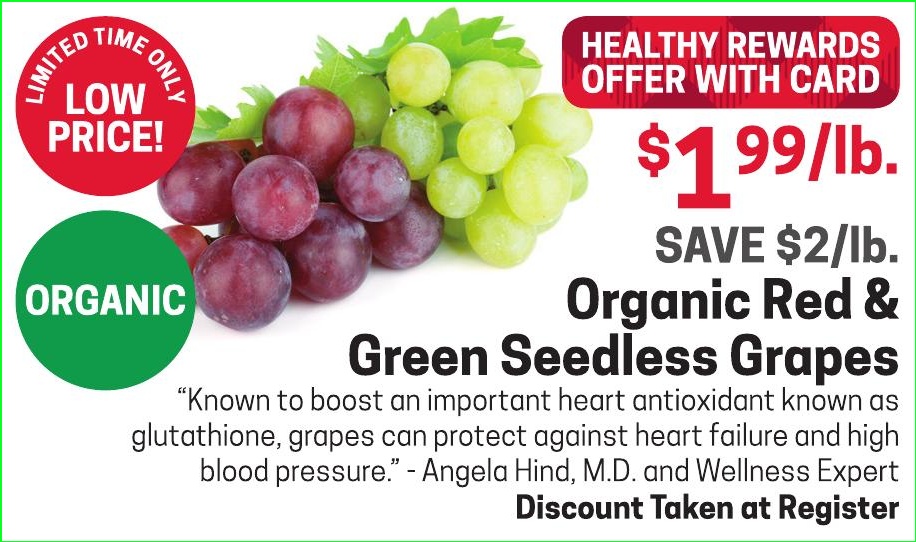 LIMITED TIME ONLY
LOW
PRICE!
ORGANIC
HEALTHY REWARDS
OFFER WITH CARD
$1.99/lb.
SAVE $2/lb.
Organic Red &
Green Seedless Grapes
“Known to boost an important heart antioxidant known as
glutathione, grapes can protect against heart failure and high
blood pressure.” - Angela Hind, M.D. and Wellness Expert
Discount Taken at Register